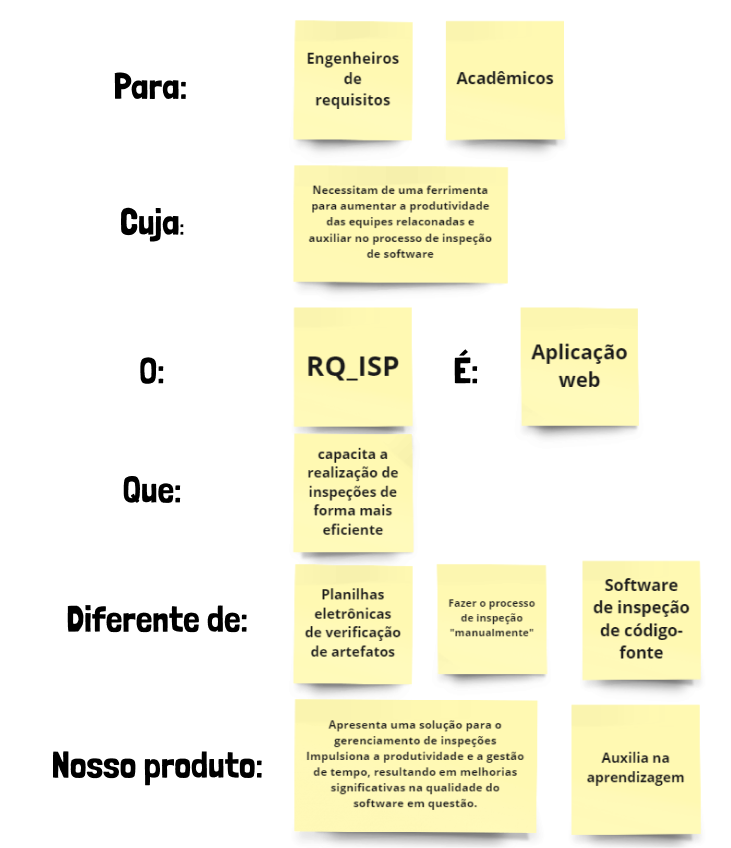 Para:
Engenheiros
de
requisitos
Acadêmicos
Cuja:
Necessitam de uma ferrimenta
para aumentar a produtividade
das equipes relaconadas e
auxiliar no processo de inspeção
de software
O:
RQ_ISP
É:
Aplicação
web
Que:
capacita a
realização de
inspeções de
forma mais
eficiente
Diferente de:
Planilhas
eletrônicas
de verificação
de artefatos
Fazer o processo
de inspeção
"manualmente"
Software
de inspeção
de código-
fonte
Nosso produto:
Apresenta uma solução para o
gerenciamento de inspeções
Impulsiona a produtividade e a gestão
de tempo, resultando em melhorias
significativas na qualidade do
software em questão.
Auxilia na
aprendizagem